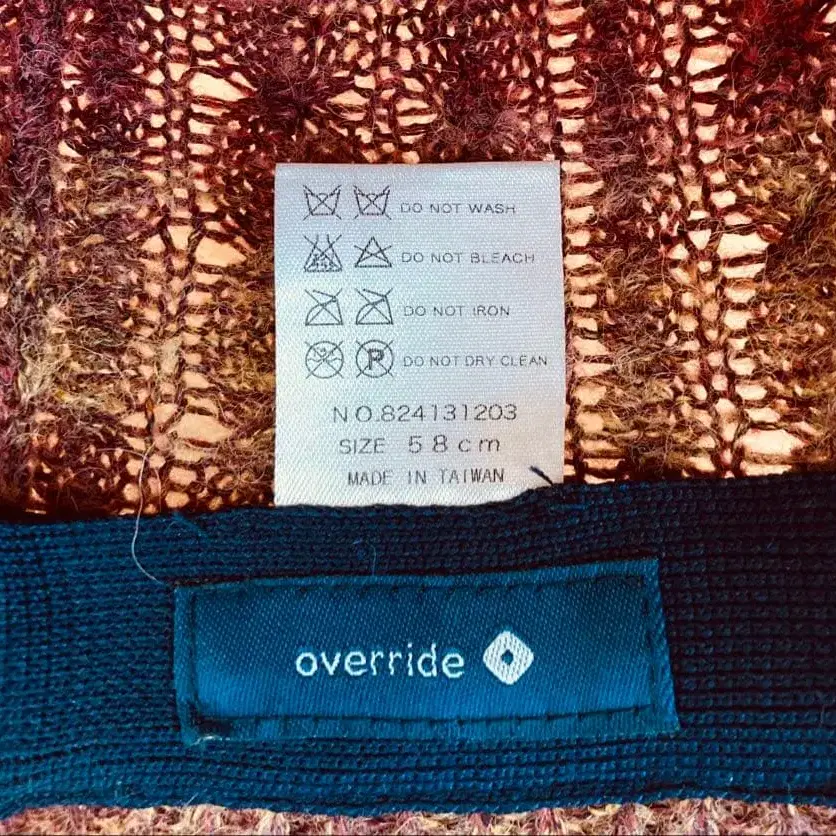 DO NOT WASH
DO NOT BLEACH
DO NOT IRON
P DO NOT DRY CLEAN
NO.824131203
SIZE 58cm
MADE IN TAIWAN
override